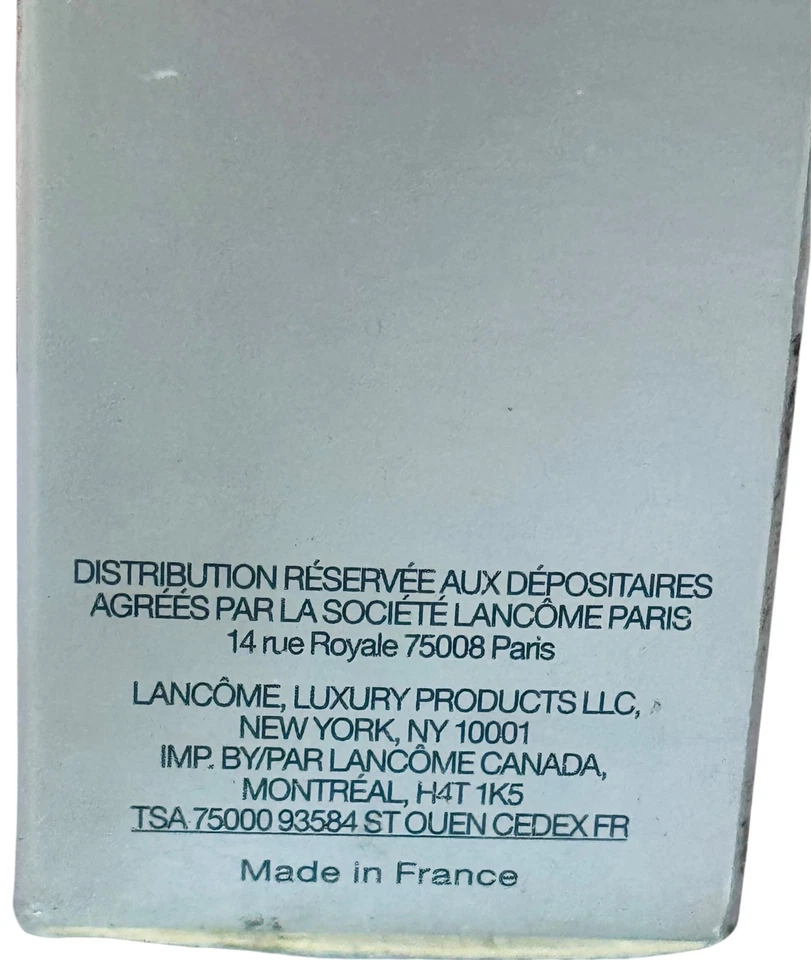 DISTRIBUTION RÉSERVÉE AUX DÉPOSITAIRES
AGRÉÉS PAR LA SOCIÉTÉ LANCÔME PARIS
14 rue Royale 75008 Paris
LANCÔME, LUXURY PRODUCTS LLC,
NEW YORK, NY 10001
IMP. BY/PAR LANCÔME CANADA,
MONTRÉAL, H4T 1K5
TSA 75000 93584 ST OUEN CEDEX FR
Made in France